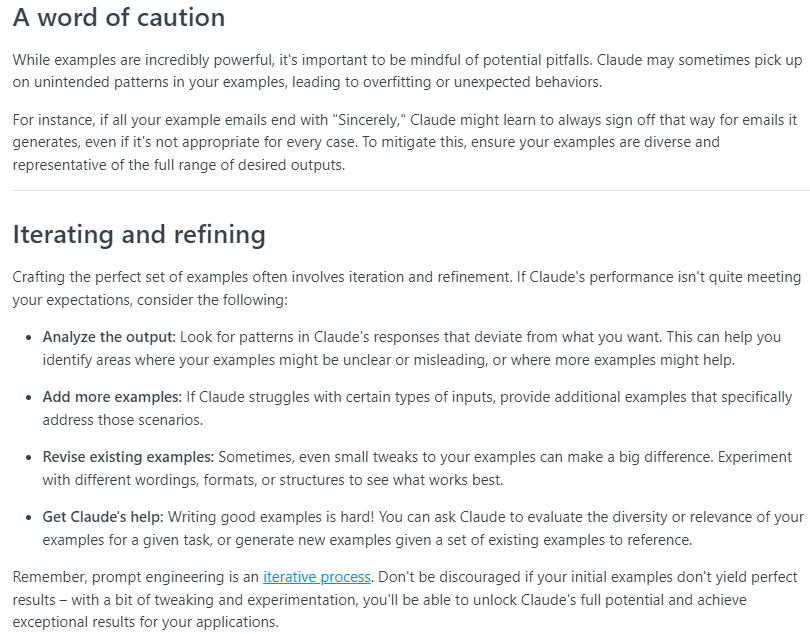 A word of caution
While examples are incredibly powerful, it's important to be mindful of potential pitfalls. Claude may sometimes pick up
on unintended patterns in your examples, leading to overfitting or unexpected behaviors.
For instance, if all your example emails end with "Sincerely," Claude might learn to always sign off that way for emails it
generates, even if it's not appropriate for every case. To mitigate this, ensure your examples are diverse and
representative of the full range of desired outputs.
Iterating and refining
Crafting the perfect set of examples often involves iteration and refinement. If Claude's performance isn't quite meeting
your expectations, consider the following:
• Analyze the output: Look for patterns in Claude's responses that deviate from what you want. This can help you
identify areas where your examples might be unclear or misleading, or where more examples might help.
• Add more examples: If Claude struggles with certain types of inputs, provide additional examples that specifically
address those scenarios.
• Revise existing examples: Sometimes, even small tweaks to your examples can make a big difference. Experiment
with different wordings, formats, or structures to see what works best.
• Get Claude's help: Writing good examples is hard! You can ask Claude to evaluate the diversity or relevance of your
examples for a given task, or generate new examples given a set of existing examples to reference.
Remember, prompt engineering is an iterative process. Don't be discouraged if your initial examples don't yield perfect
results – with a bit of tweaking and experimentation, you'll be able to unlock Claude's full potential and achieve
exceptional results for your applications.